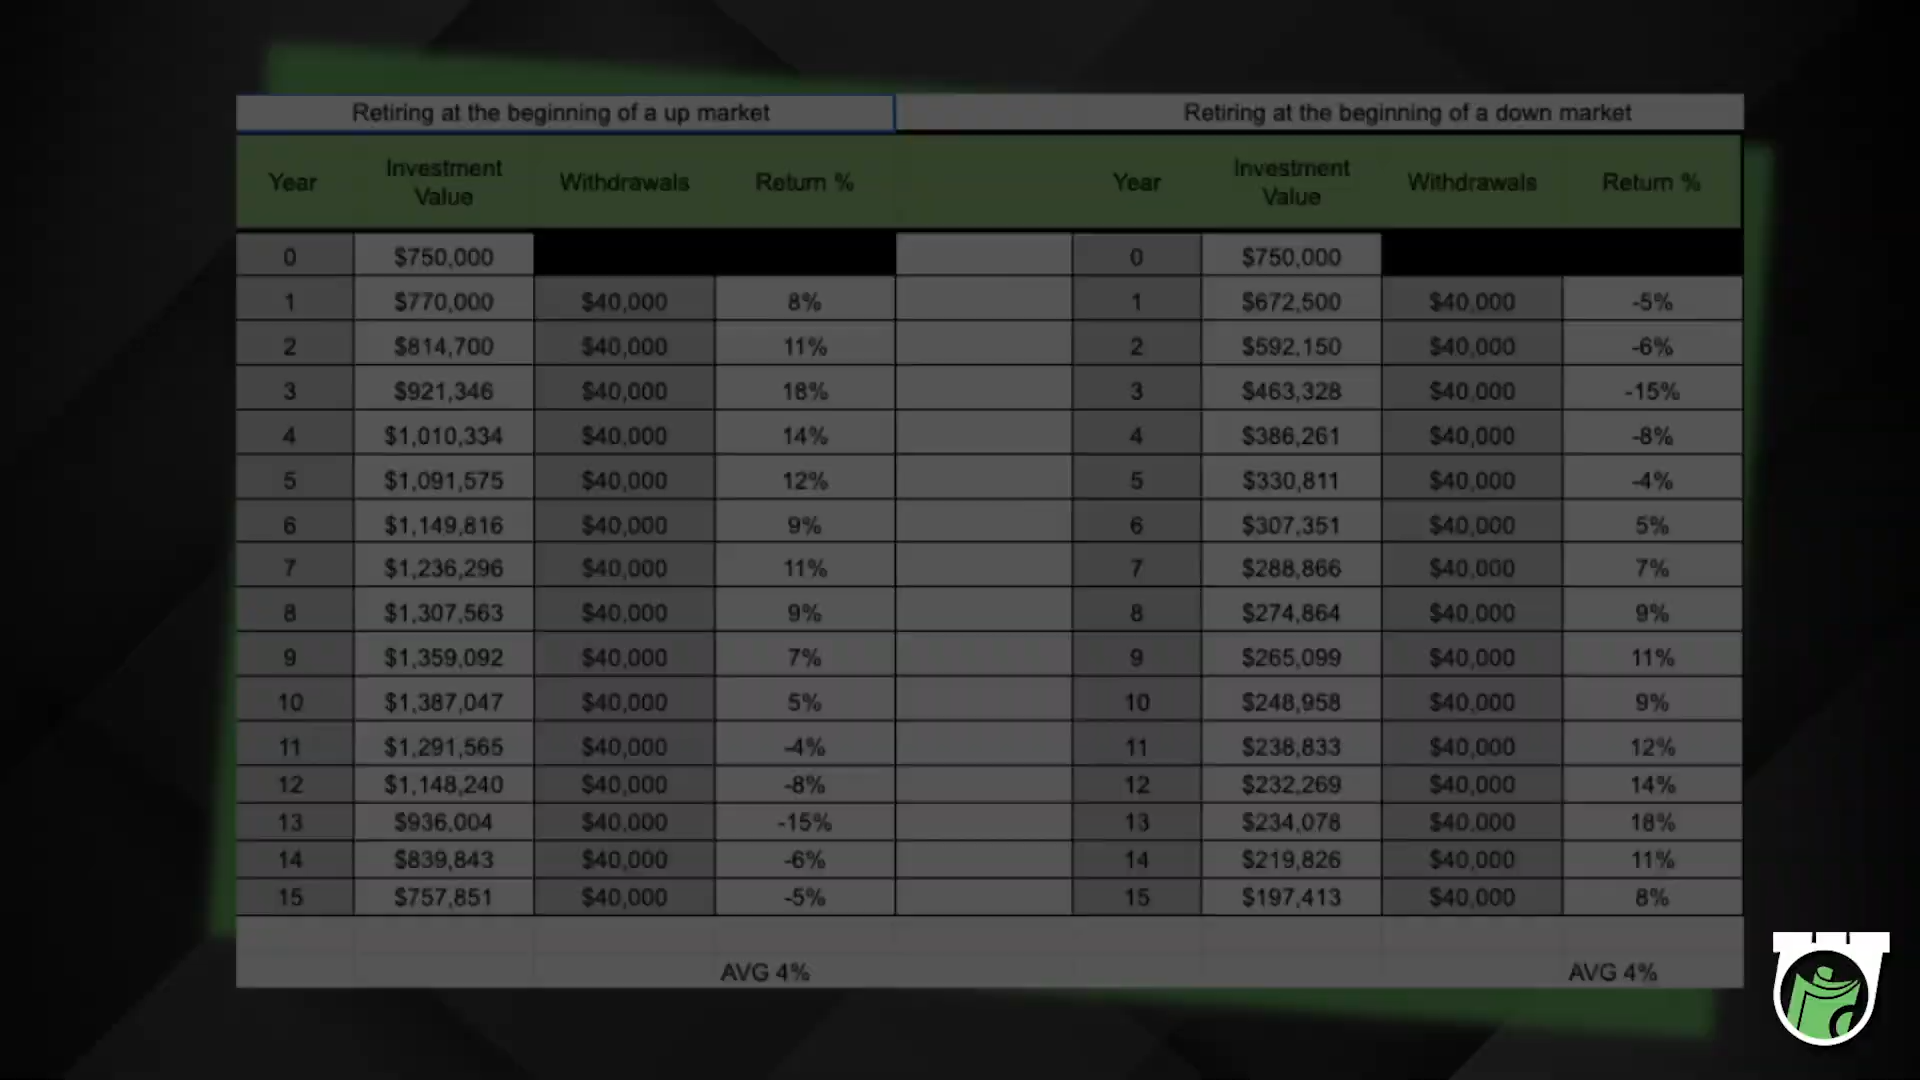 Retiring at the beginning of a up market Retiring at the beginning of a down market
Year Investment Value Withdrawals Return % Year Investment Value Withdrawals Return %
0 $750,000 0 $750,000
1 $770,000 $40,000 8% 1 $672,500 $40,000 -5%
2 $814,700 $40,000 11% 2 $592,150 $40,000 -6%
3 $921,346 $40,000 18% 3 $463,328 $40,000 -15%
4 $1,010,334 $40,000 14% 4 $386,261 $40,000 -8%
5 $1,091,575 $40,000 12% 5 $330,811 $40,000 -4%
6 $1,149,816 $40,000 9% 6 $307,351 $40,000 5%
7 $1,236,296 $40,000 11% 7 $288,866 $40,000 7%
8 $1,307,563 $40,000 9% 8 $274,864 $40,000 9%
9 $1,359,092 $40,000 7% 9 $265,099 $40,000 11%
10 $1,387,047 $40,000 5% 10 $248,958 $40,000 9%
11 $1,291,565 $40,000 -4% 11 $238,833 $40,000 12%
12 $1,148,240 $40,000 -8% 12 $232,269 $40,000 14%
13 $936,004 $40,000 -15% 13 $234,078 $40,000 18%
14 $839,843 $40,000 -6% 14 $219,826 $40,000 11%
15 $757,851 $40,000 -5% 15 $197,413 $40,000 8%
AVG 4% AVG 4%